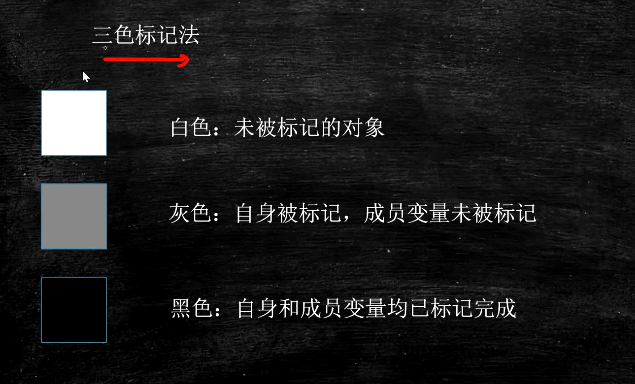 三色标记法
白色：未被标记的对象
灰色：自身被标记，成员变量未被标记
黑色：自身和成员变量均已标记完成